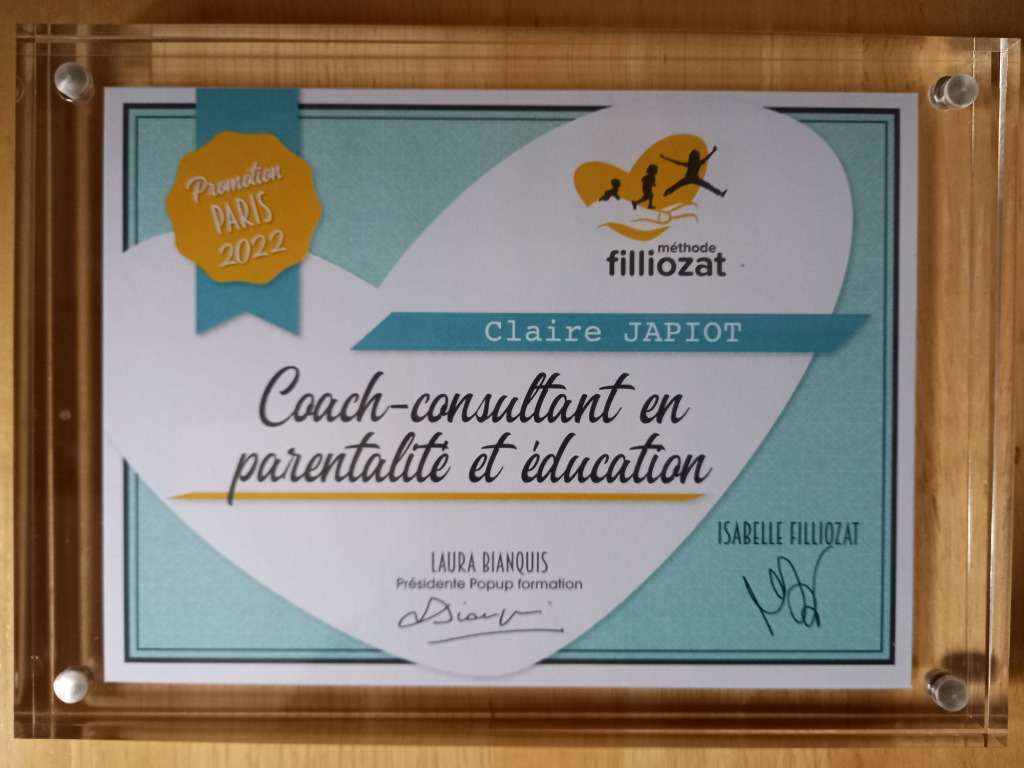 Promotion
PARIS
2022
méthode
filliozat
Claire JAPIOT
Coach-consultant en
parentalité et éducation
LAURA BIANQUIS
Présidente Popup formation
ISABELLE FILLIOZAT